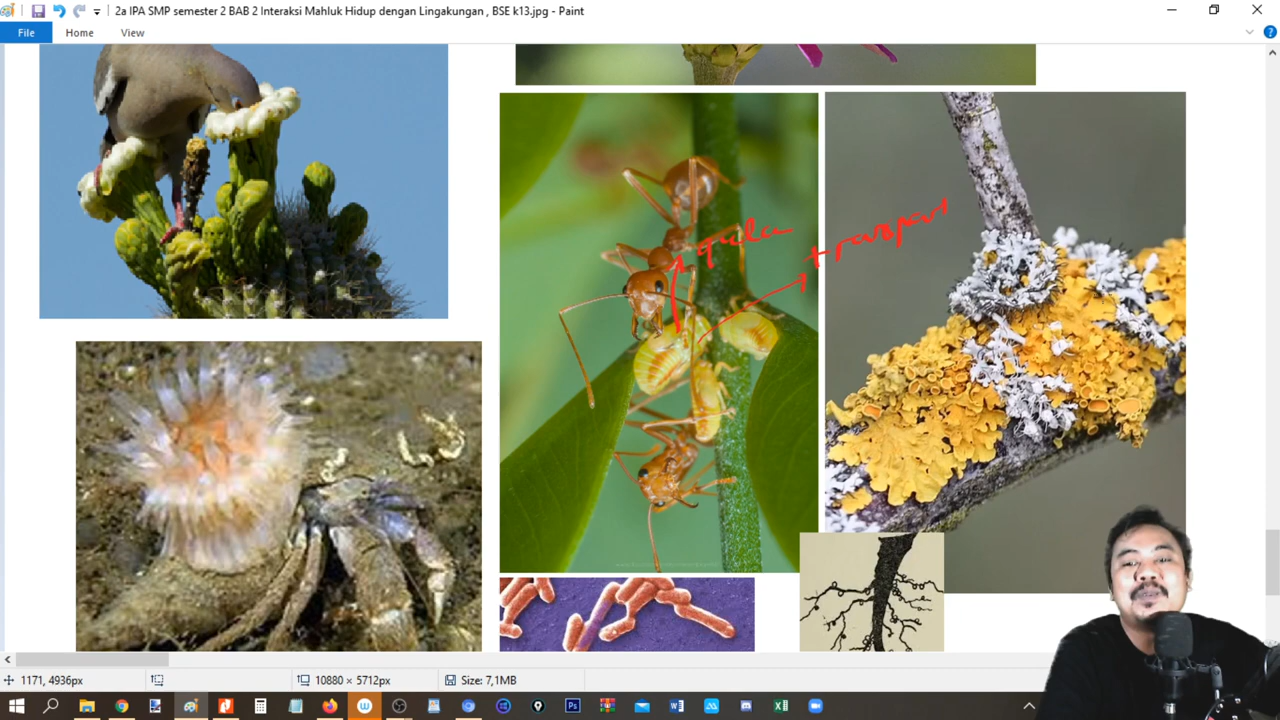 2a IPA SMP semester 2 BAB 2 Interaksi Mahluk Hidup dengan Lingakungan , BSE k13.jpg - Paint
File Home View
gula
transport
1171, 4936px
10880 × 5712px
Size: 7,1MB